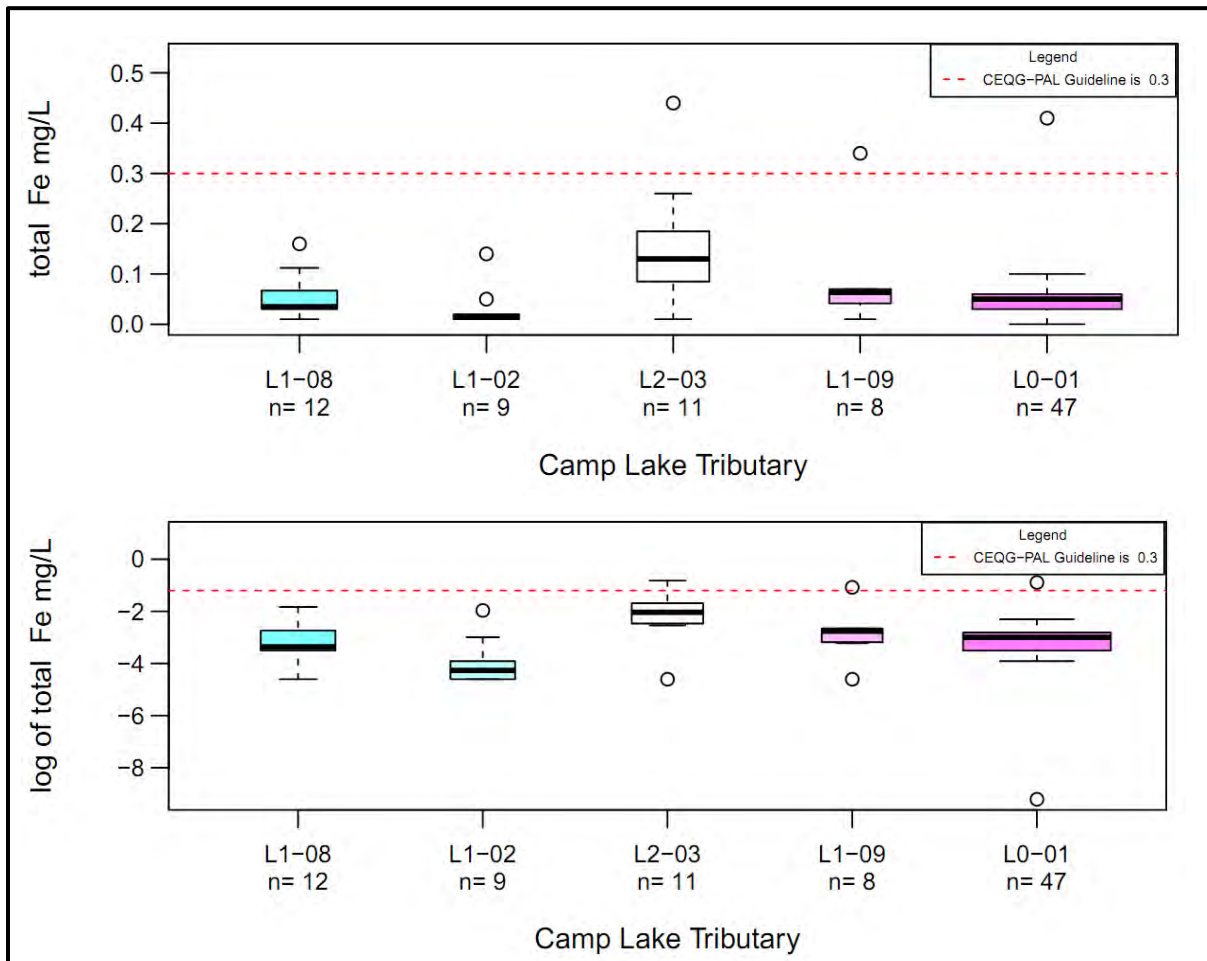 Legend
CEQG−PAL Guideline is 0.3
total Fe mg/L
0.5
0.4
0.3
0.2
0.1
0.0
L1−08 L1−02 L2−03 L1−09 L0−01
n= 12 n= 9 n= 11 n= 8 n= 47
Camp Lake Tributary
Legend
CEQG−PAL Guideline is 0.3
log of total Fe mg/L
0
−2
−4
−6
−8
L1−08 L1−02 L2−03 L1−09 L0−01
n= 12 n= 9 n= 11 n= 8 n= 47
Camp Lake Tributary